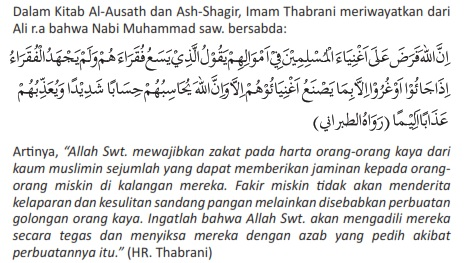 Dalam Kitab Al-Ausath dan Ash-Shagir, Imam Thabrani meriwayatkan dari
Ali r.a bahwa Nabi Muhammad saw. bersabda:
اِنَّ اللهَ فَرَضَ عَلَى اَغْنِيَاءَ الْمُسْلِمِيْنَ فِيْ اَمْوَالِهِمْ يَقُوْلُ الَّذِيْ يَسَعُ فُقَرَاءَهُمْ وَلَمْ يَجْهَدِ الْفُقَرَاءُ
اِذَا جَائُوْا اَوْ غُرُوْا اِلَّا بِمَا يَصْنَعُ اَغْنِيَائُوْهُمْ اِلَّا وَاِنَّ اللهَ يُحَاسِبُهُمْ حِسَابًا شَدِيْدًا وَيُعَذِّبُهُمْ
عَذَابًا اَلِيْمًا (رَوَاهُ الطبراني)
Artinya, “Allah Swt. mewajibkan zakat pada harta orang-orang kaya dari
kaum muslimin sejumlah yang dapat memberikan jaminan kepada orang-
orang miskin di kalangan mereka. Fakir miskin tidak akan menderita
kelaparan dan kesulitan sandang pangan melainkan disebabkan perbuatan
golongan orang kaya. Ingatlah bahwa Allah Swt. akan mengadili mereka
secara tegas dan menyiksa mereka dengan azab yang pedih akibat
perbuatannya itu.” (HR. Thabrani)